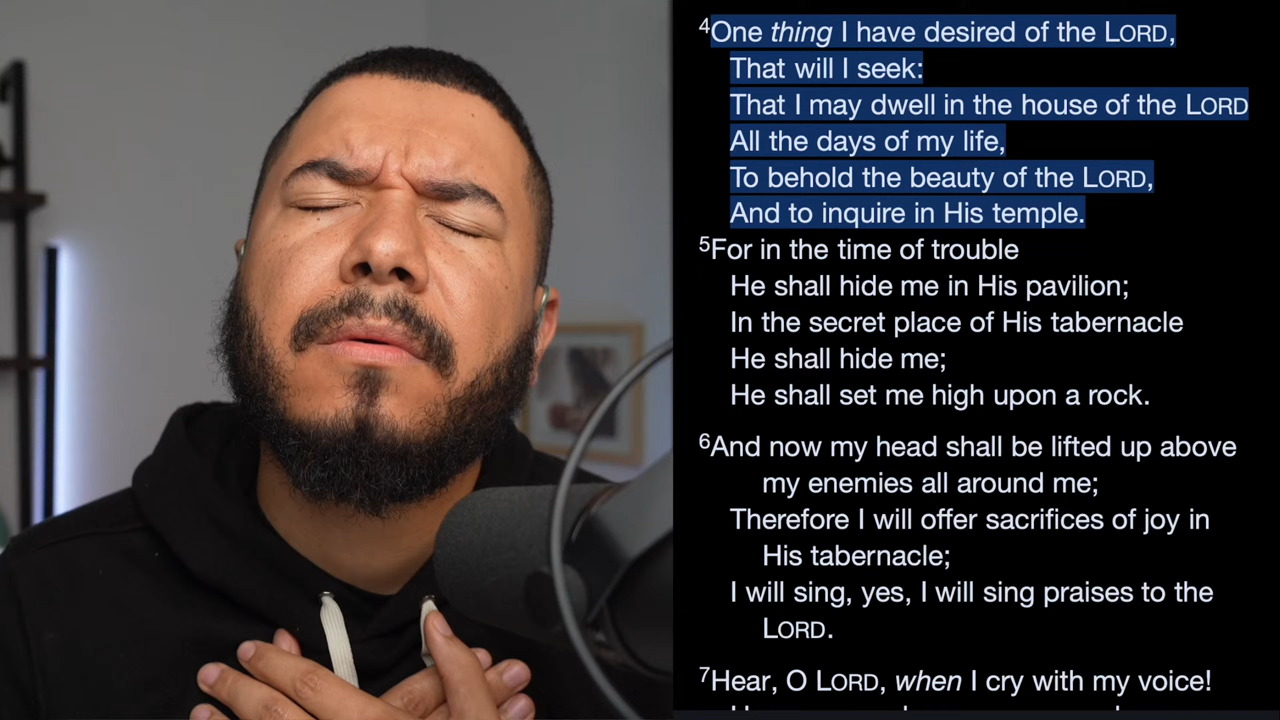 4One thing I have desired of the LORD,
That will I seek:
That I may dwell in the house of the LORD
All the days of my life,
To behold the beauty of the LORD,
And to inquire in His temple.
5For in the time of trouble
He shall hide me in His pavilion;
In the secret place of His tabernacle
He shall hide me;
He shall set me high upon a rock.
6And now my head shall be lifted up above
my enemies all around me;
Therefore I will offer sacrifices of joy in
His tabernacle;
I will sing, yes, I will sing praises to the
LORD.
7Hear, O LORD, when I cry with my voice!